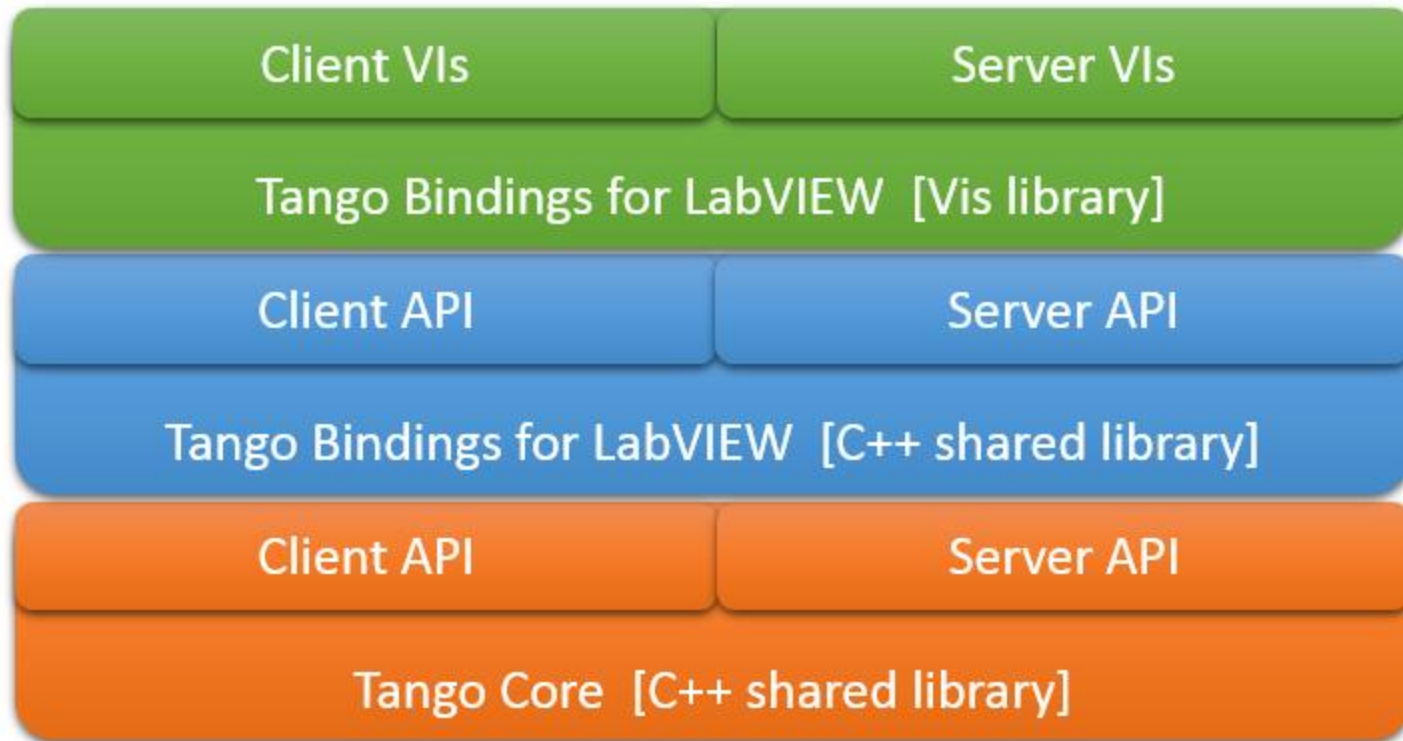 Client VIs
Server VIs
Tango Bindings for LabVIEW [Vis library]
Client API
Server API
Tango Bindings for LabVIEW [C++ shared library]
Client API
Server API
Tango Core [C++ shared library]